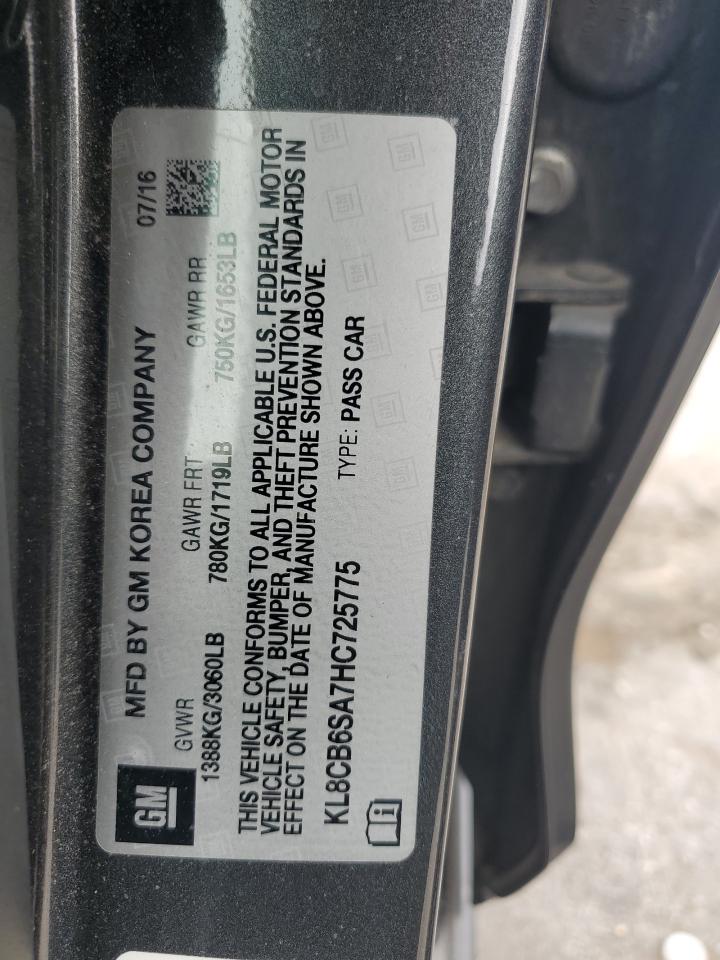 GM
MFD BY GM KOREA COMPANY 07/16
GVWR GAWR FRT GAWR RR
1388KG/3060LB 780KG/1719LB 750KG/1653LB
THIS VEHICLE CONFORMS TO ALL APPLICABLE U.S. FEDERAL MOTOR
VEHICLE SAFETY, BUMPER, AND THEFT PREVENTION STANDARDS IN
EFFECT ON THE DATE OF MANUFACTURE SHOWN ABOVE.
KL8CB6SA7HC725775 TYPE: PASS CAR